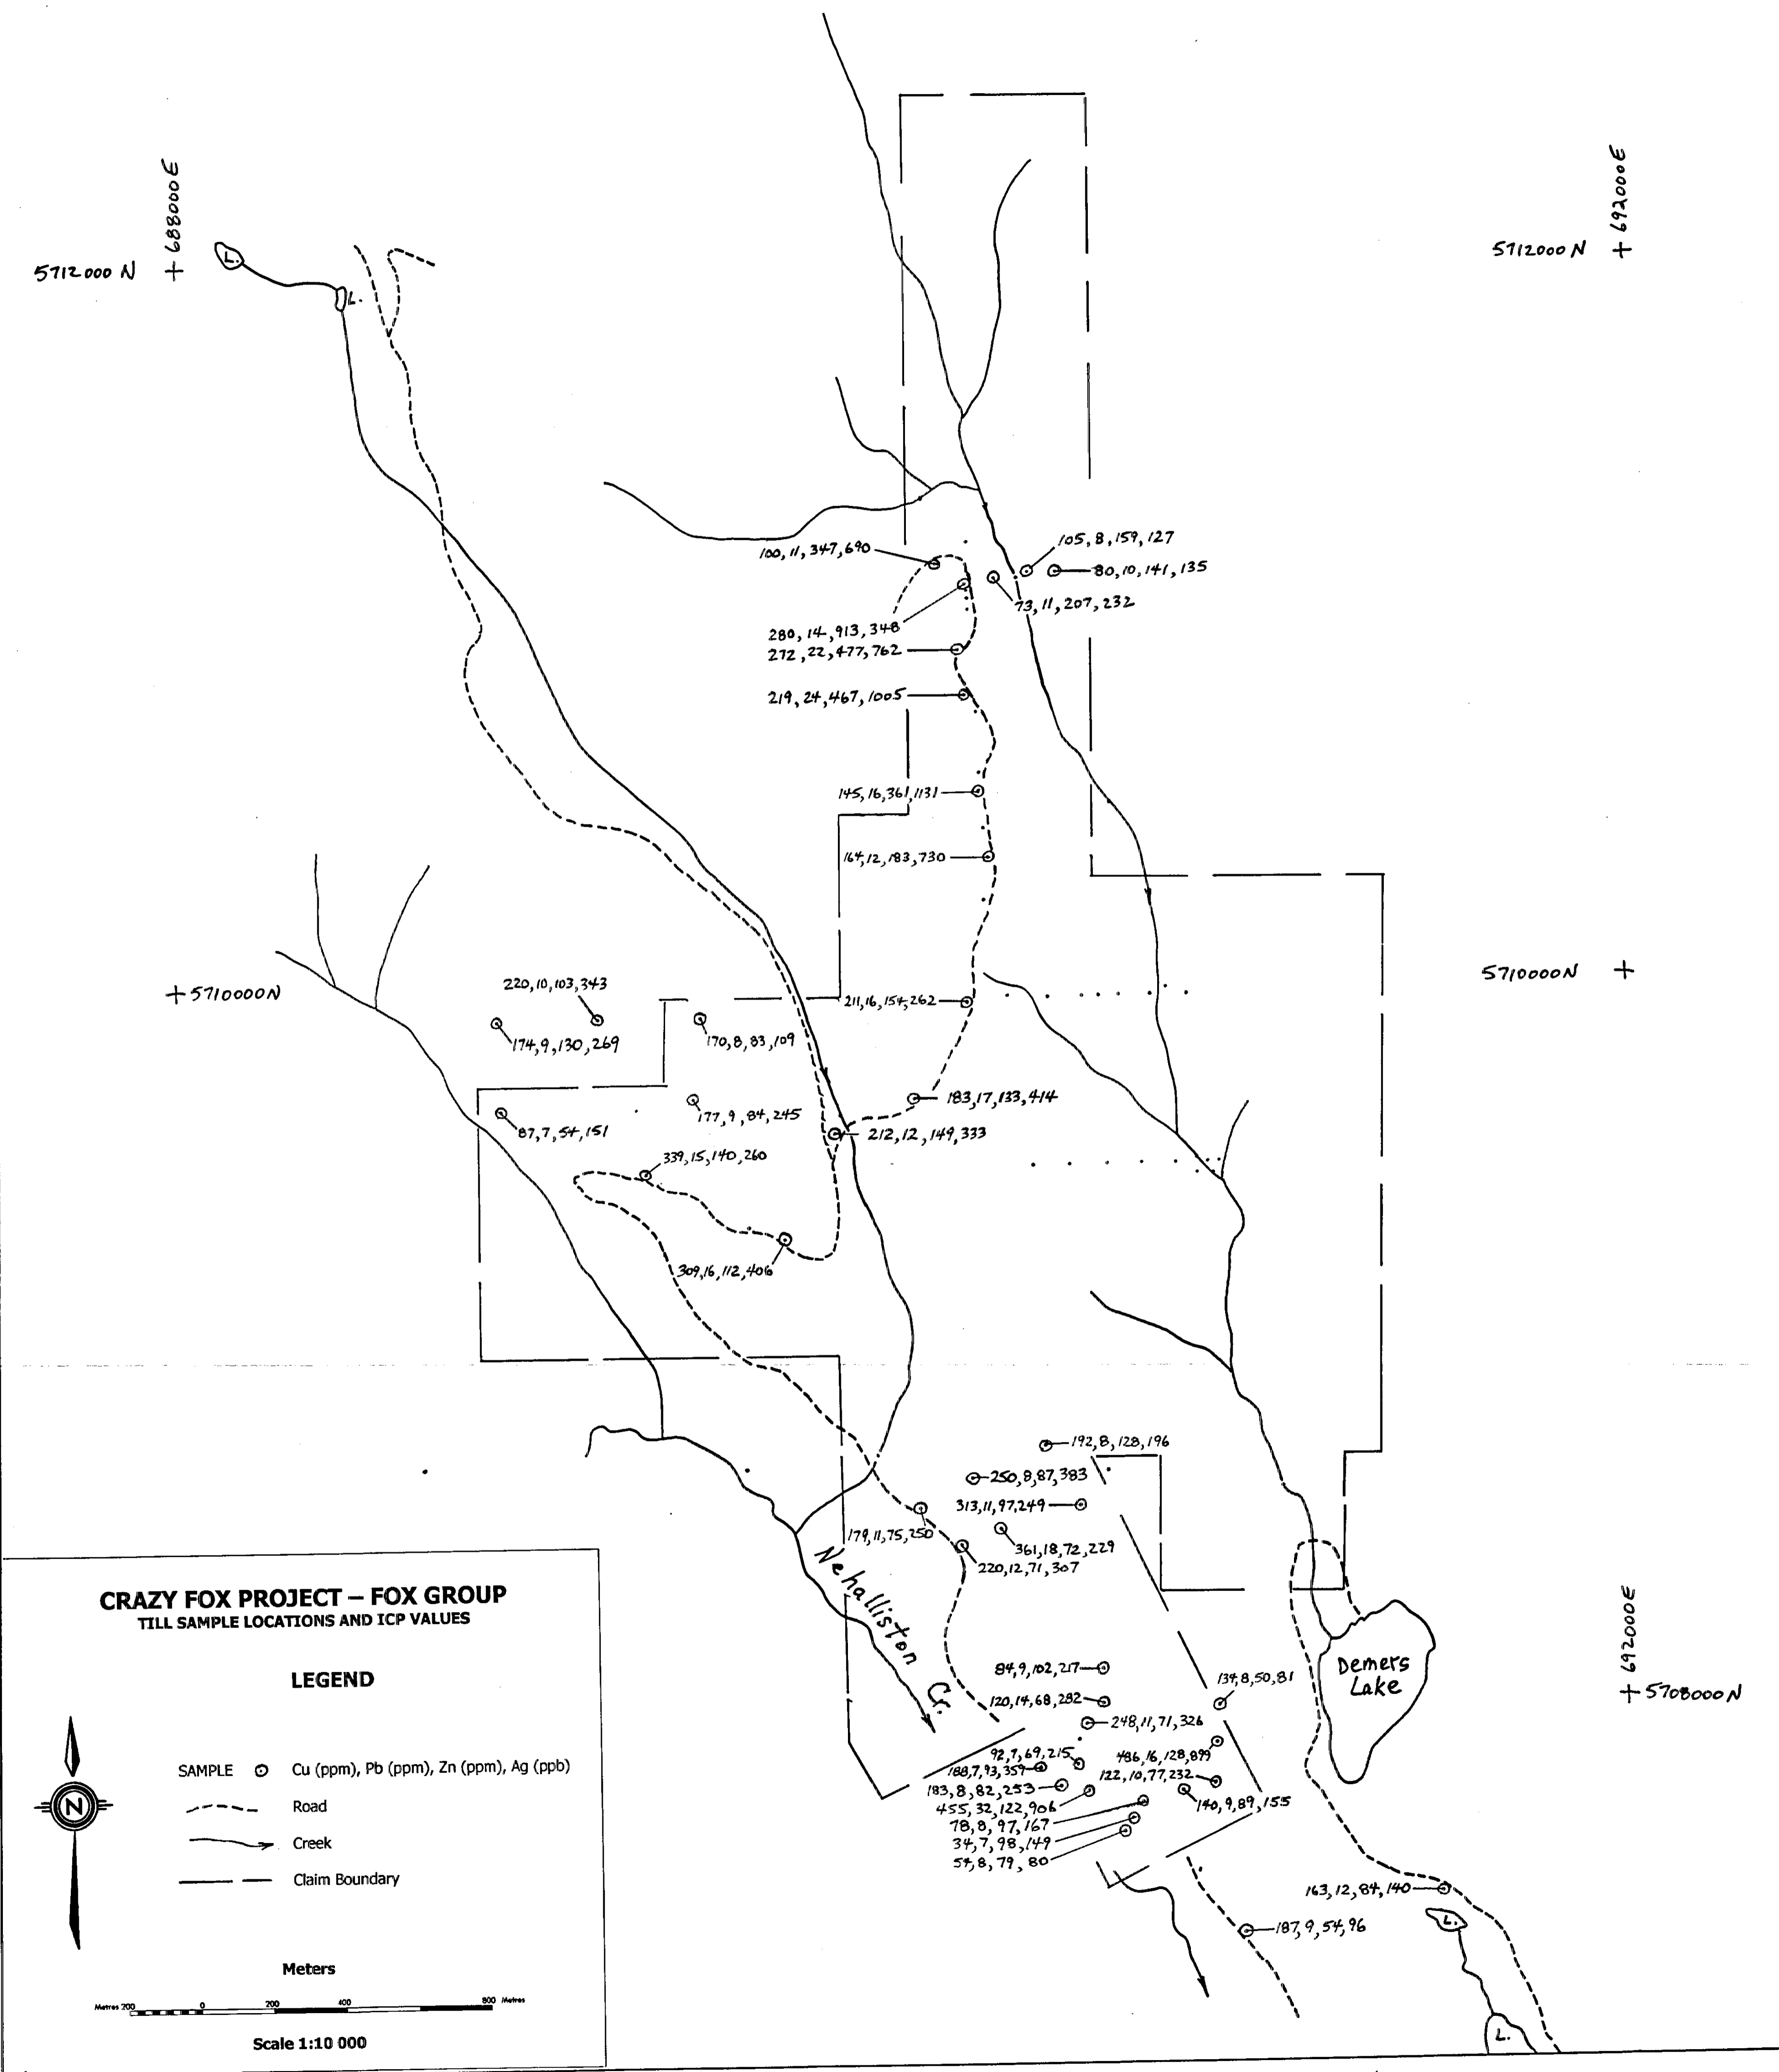 688000E
692000E
5712000 N
5712000 N
L.
L.
105, 8, 159, 127
100, 11, 347, 690
80, 10, 141, 135
73, 11, 207, 232
280, 14, 913, 348
272, 22, 477, 762
219, 24, 467, 1005
145, 16, 361, 1131
164, 12, 183, 730
5710000N
5710000N
220, 10, 103, 343
211, 16, 154, 262
174, 9, 130, 269
170, 8, 83, 109
183, 17, 133, 414
177, 9, 84, 245
87, 7, 54, 151
212, 12, 149, 333
339, 15, 140, 260
309, 16, 112, 406
192, 8, 128, 196
250, 8, 87, 383
313, 11, 97, 249
179, 11, 75, 250
361, 18, 72, 229
220, 12, 71, 307
Nehalliston Cr.
692000E
Demers
Lake
5708000N
84, 9, 102, 217
134, 8, 50, 81
120, 14, 68, 282
248, 11, 71, 326
92, 7, 69, 215
486, 16, 128, 899
188, 7, 93, 359
122, 10, 77, 232
183, 8, 82, 253
140, 9, 89, 155
455, 32, 122, 906
78, 8, 97, 167
34, 7, 98, 149
54, 8, 79, 80
163, 12, 84, 140
187, 9, 54, 96
L.
L.
CRAZY FOX PROJECT – FOX GROUP
TILL SAMPLE LOCATIONS AND ICP VALUES
LEGEND
SAMPLE Cu (ppm), Pb (ppm), Zn (ppm), Ag (ppb)
Road
Creek
Claim Boundary
N
Meters
Metres 200 0 200 400 800 Metres
Scale 1:10 000